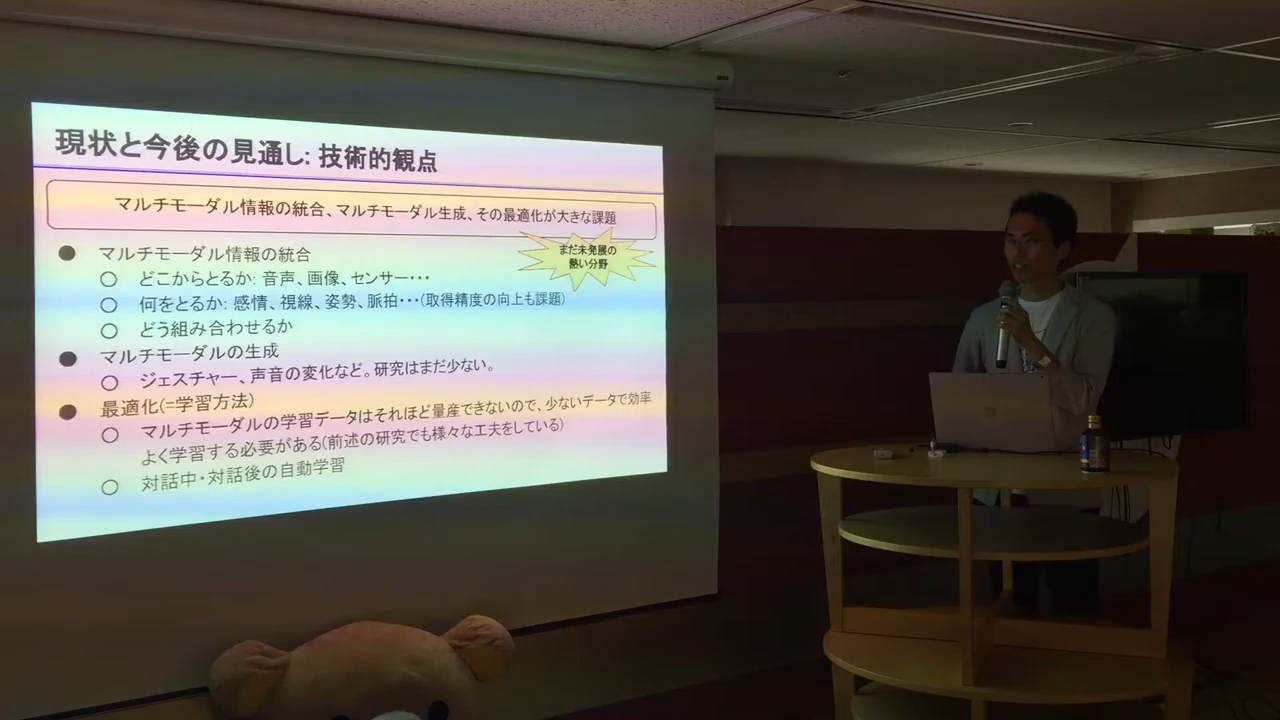 現状と今後の見通し: 技術的観点
マルチモーダル情報の統合、マルチモーダル生成、その最適化が大きな課題
まだ未発展の
熱い分野
● マルチモーダル情報の統合
○ どこからとるか: 音声、画像、センサー・・・
○ 何をとるか: 感情、視線、姿勢、脈拍・・・(取得精度の向上も課題)
○ どう組み合わせるか
● マルチモーダルの生成
○ ジェスチャー、声音の変化など。研究はまだ少ない。
● 最適化(=学習方法)
○ マルチモーダルの学習データはそれほど量産できないので、少ないデータで効率
よく学習する必要がある(前述の研究でも様々な工夫をしている)
○ 対話中・対話後の自動学習